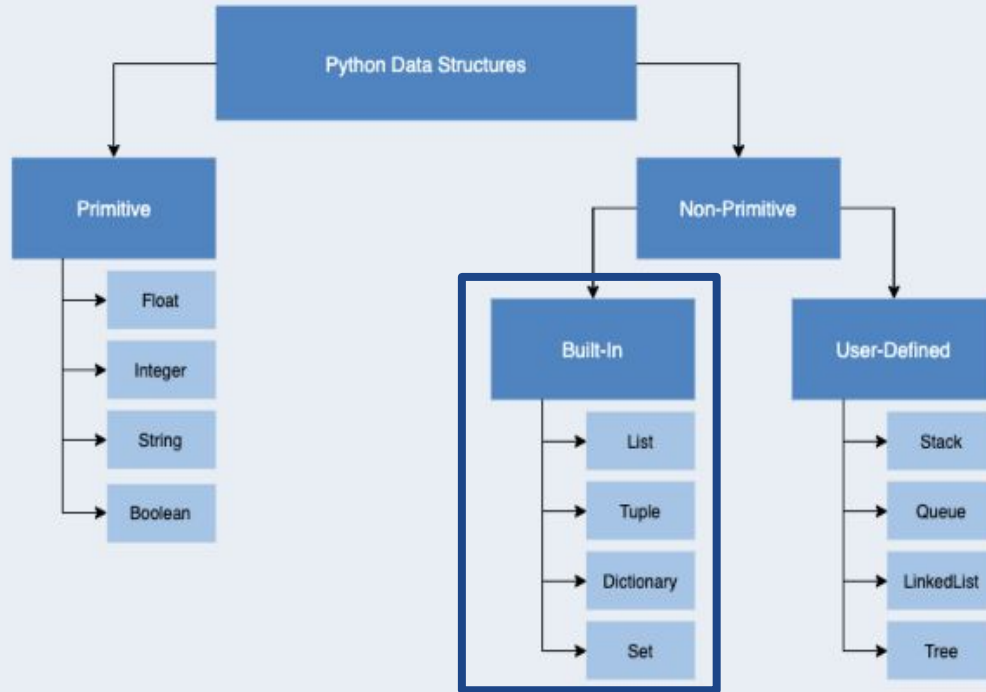 Python Data Structures
Primitive
Non-Primitive
Float
Integer
String
Boolean
Built-In
User-Defined
List
Tuple
Dictionary
Set
Stack
Queue
LinkedList
Tree